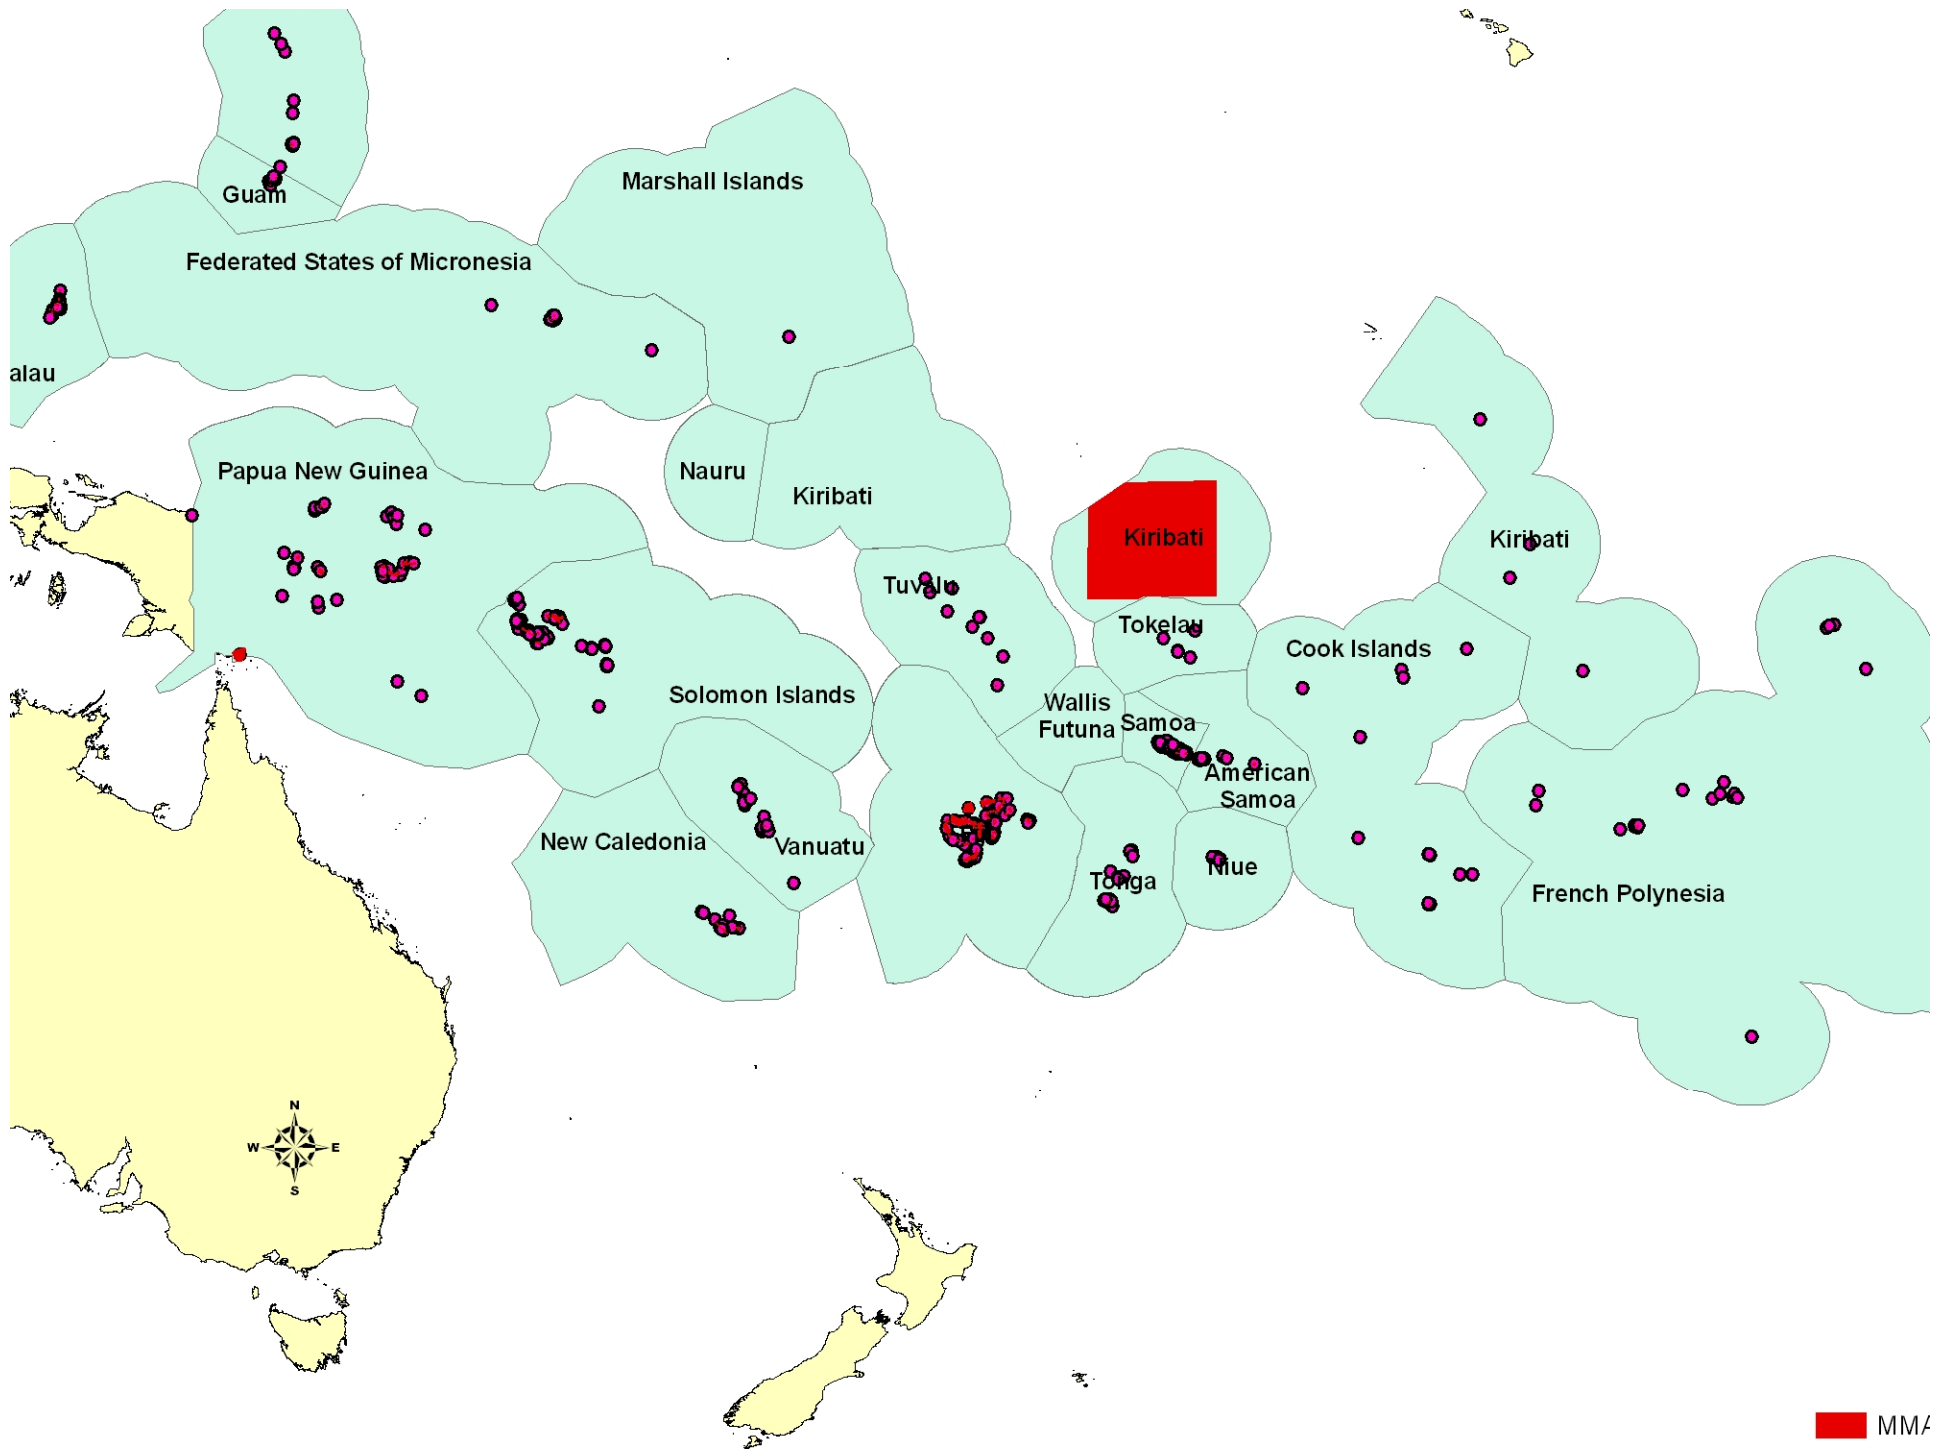 Marshall Islands
Guam
Federated States of Micronesia
alau
Papua New Guinea
Nauru
Kiribati
Kiribati
Kiribati
Tuvalu
Tokelau
Cook Islands
Solomon Islands
Wallis
Futuna
Samoa
American
Samoa
New Caledonia
Vanuatu
Tonga
Niue
French Polynesia
N
W E
S
MMA